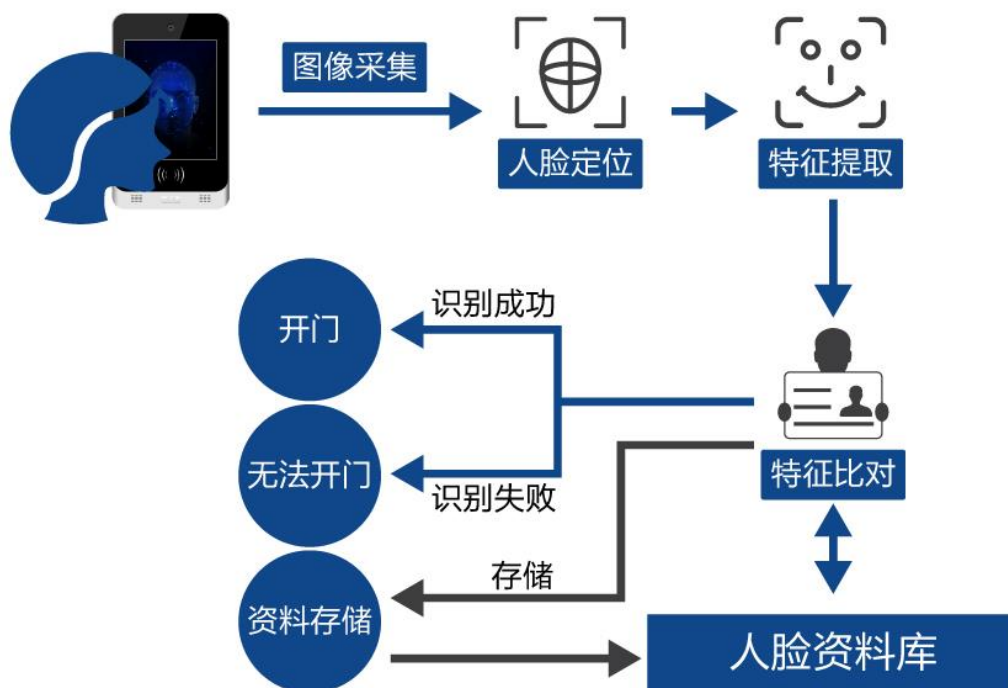 图像采集
人脸定位
特征提取
识别成功
开门
无法开门
识别失败
特征比对
存储
资料存储
人脸资料库